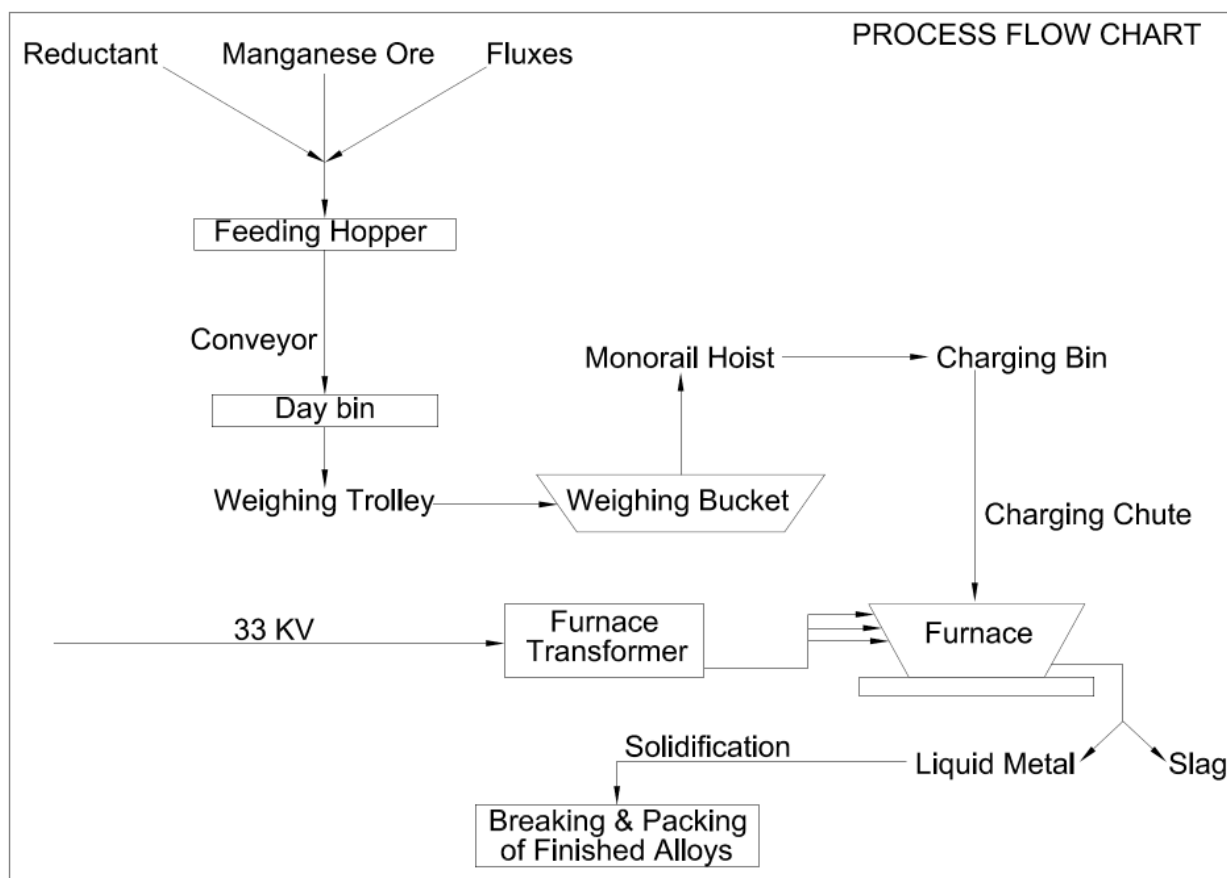 PROCESS FLOW CHART
Reductant
Manganese Ore
Fluxes
Feeding Hopper
Conveyor
Day bin
Monorail Hoist
Charging Bin
Weighing Trolley
Weighing Bucket
Charging Chute
33 KV
Furnace
Transformer
Furnace
Solidification
Liquid Metal
Slag
Breaking & Packing
of Finished Alloys